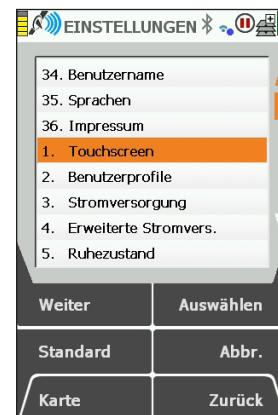 EINSTELLUNGEN
34. Benutzername
35. Sprachen
36. Impressum
1. Touchscreen
2. Benutzerprofile
3. Stromversorgung
4. Erweiterte Stromvers.
5. Ruhezustand
Weiter Auswählen
Standard Abbr.
Karte Zurück